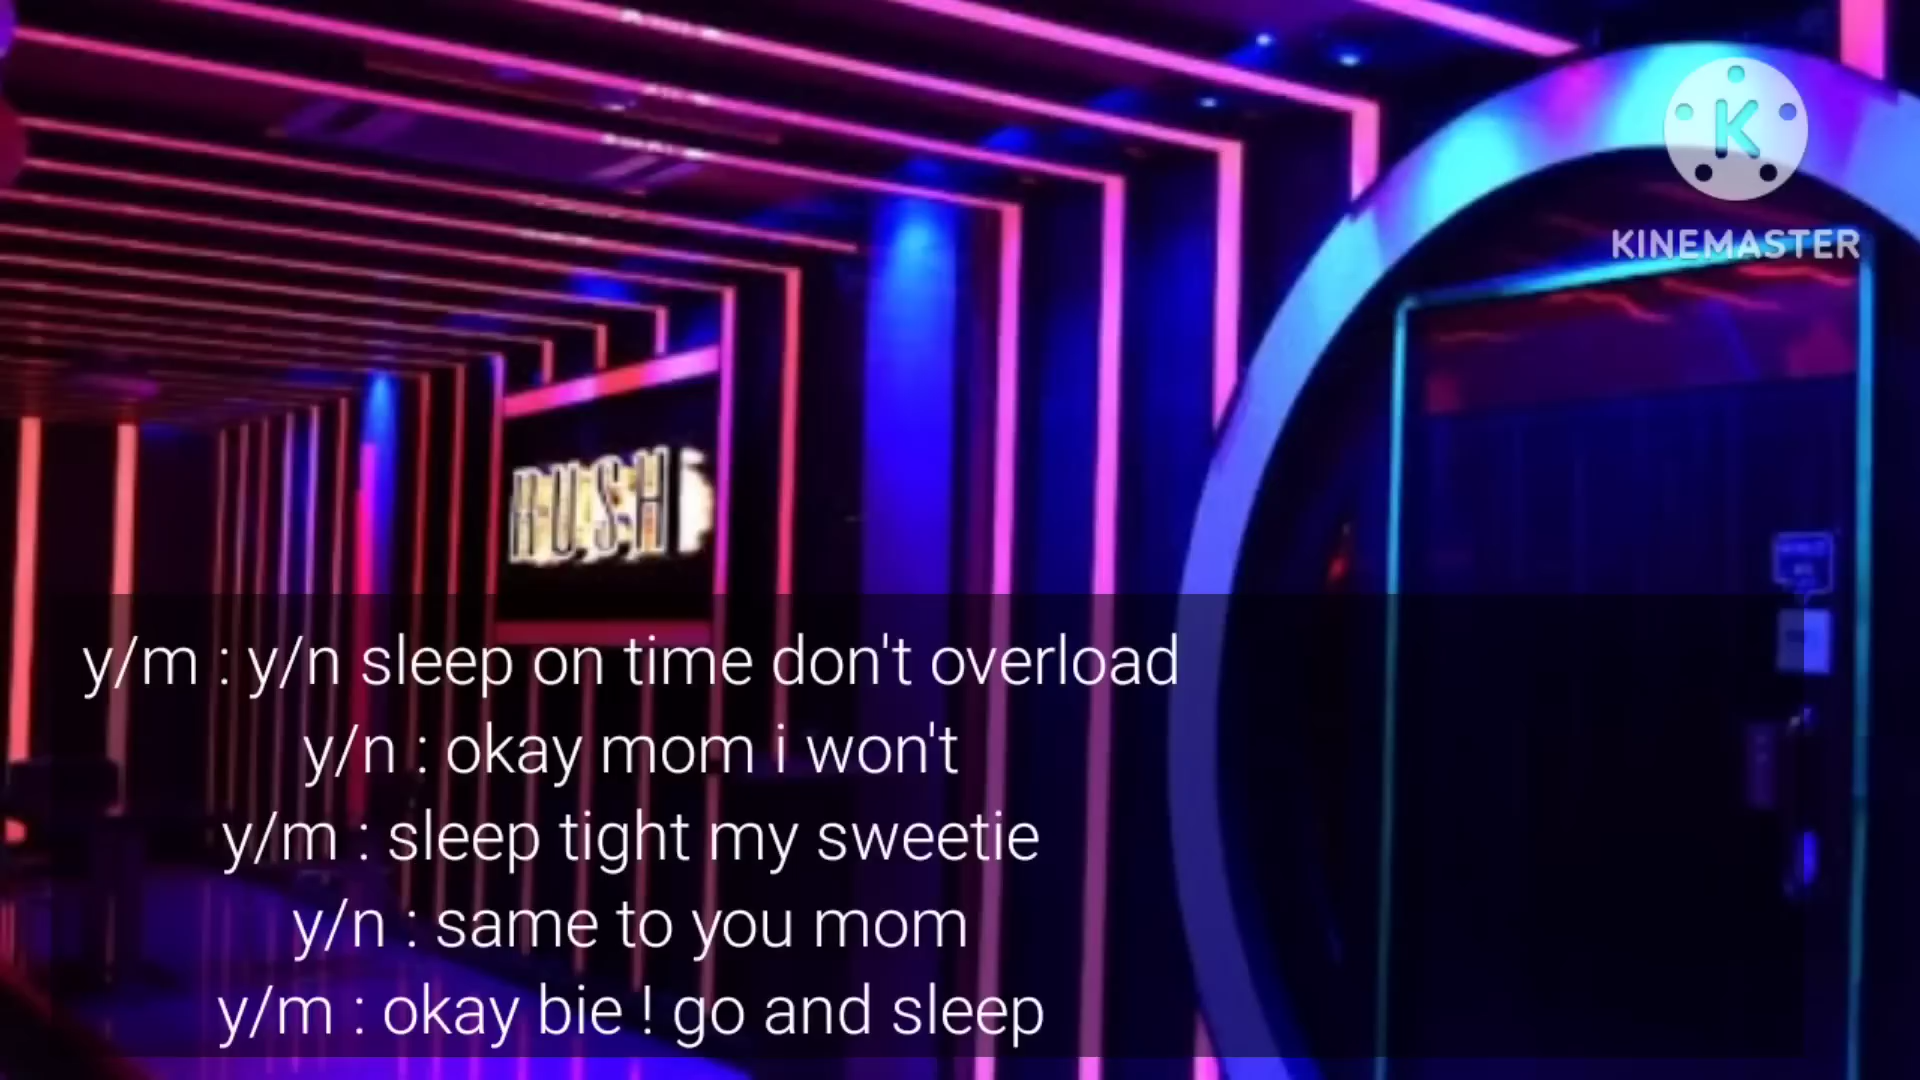 K
KINEMASTER
RUSH
y/m : y/n sleep on time don't overload
y/n : okay mom i won't
y/m : sleep tight my sweetie
y/n : same to you mom
y/m : okay bie ! go and sleep